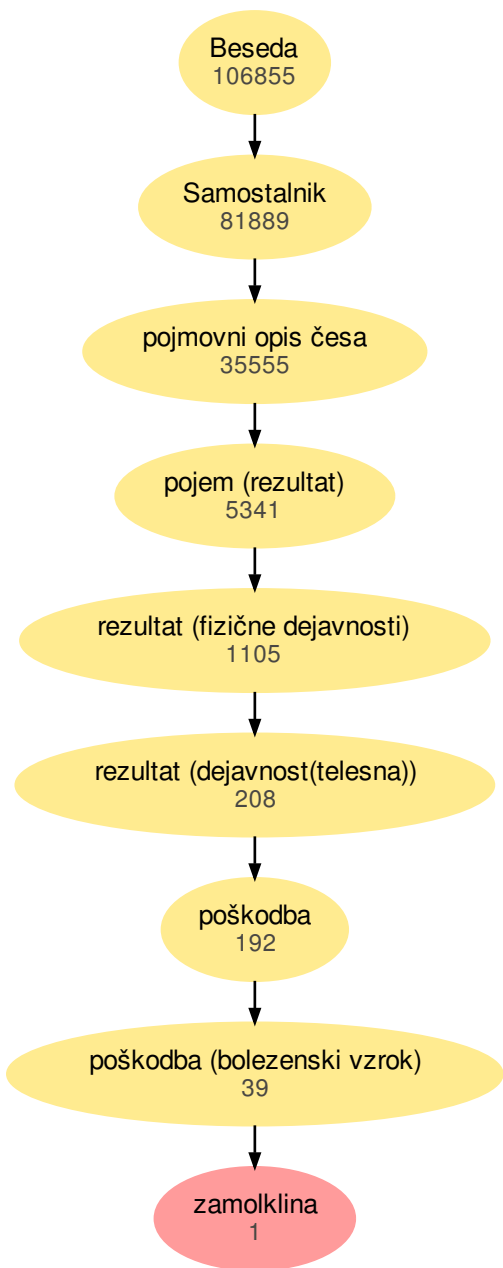 Beseda
106855
Samostalnik
81889
pojmovni opis česa
35555
pojem (rezultat)
5341
rezultat (fizične dejavnosti)
1105
rezultat (dejavnost(telesna))
208
poškodba
192
poškodba (bolezenski vzrok)
39
zamolklina
1